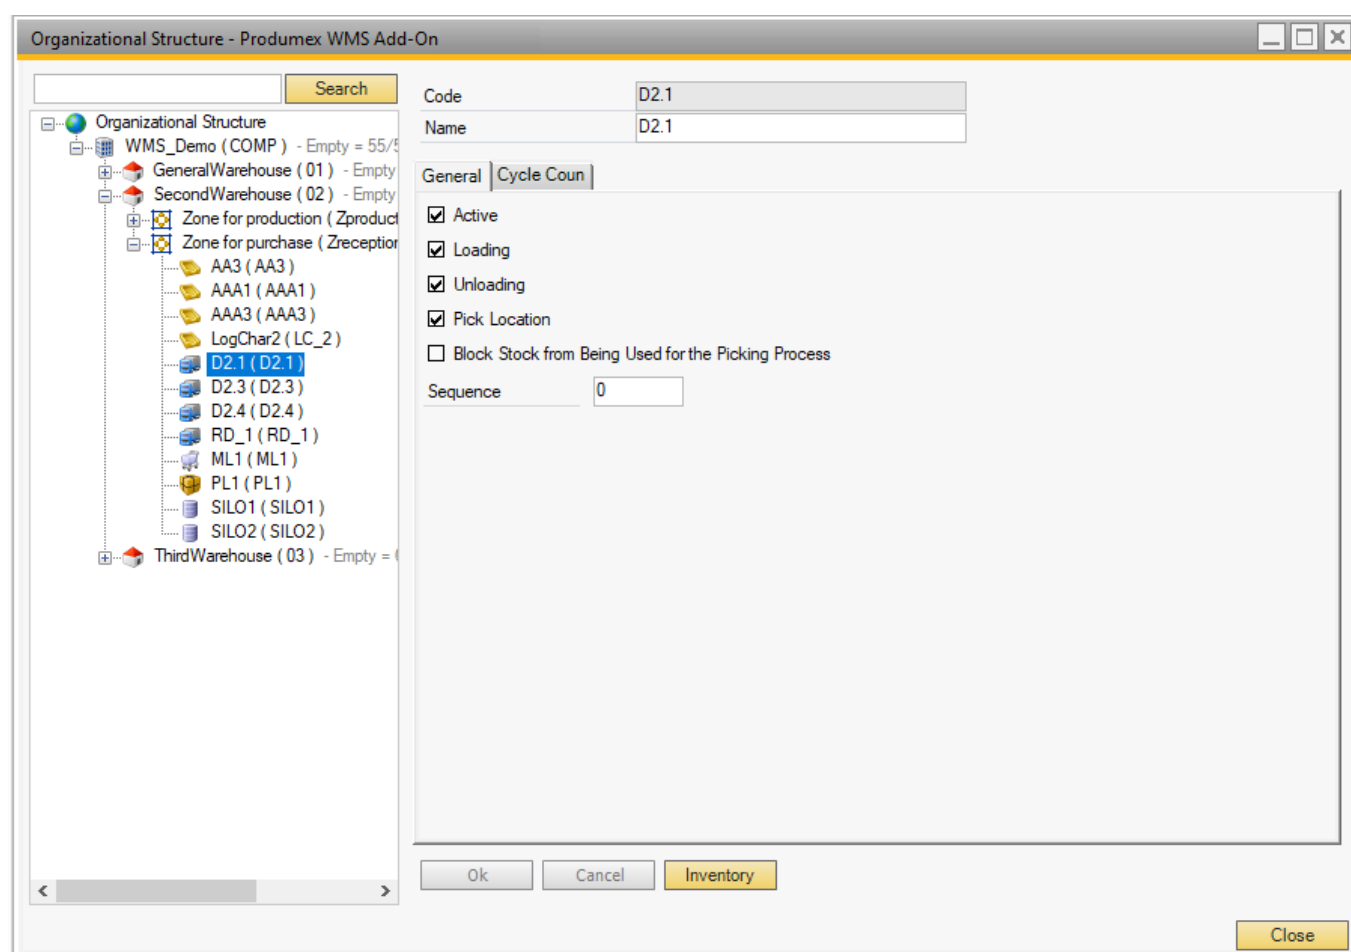 Organizational Structure - Produmex WMS Add-On
Search
Organizational Structure
WMS_Demo ( COMP ) - Empty = 55/5
GeneralWarehouse ( 01 ) - Empty
SecondWarehouse ( 02 ) - Empty
Zone for production ( Zproduct
Zone for purchase ( Zreception
AA3 ( AA3 )
AAA1 ( AAA1 )
AAA3 ( AAA3 )
LogChar2 ( LC_2 )
D2.1 ( D2.1 )
D2.3 ( D2.3 )
D2.4 ( D2.4 )
RD_1 ( RD_1 )
ML1 ( ML1 )
PL1 ( PL1 )
SILO1 ( SILO1 )
SILO2 ( SILO2 )
ThirdWarehouse ( 03 ) - Empty =
Code D2.1
Name D2.1
General Cycle Coun
Active
Loading
Unloading
Pick Location
Block Stock from Being Used for the Picking Process
Sequence 0
Ok Cancel Inventory
Close